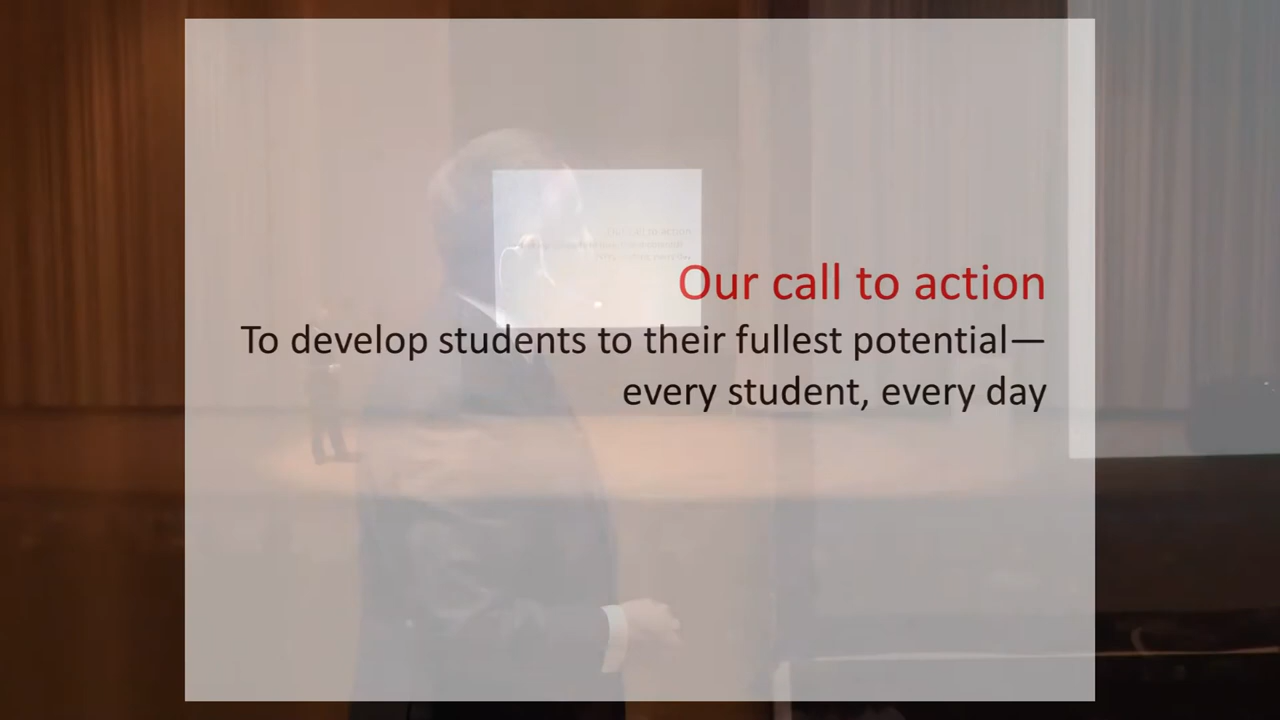 Our call to action
To develop students to their fullest potential—
every student, every day